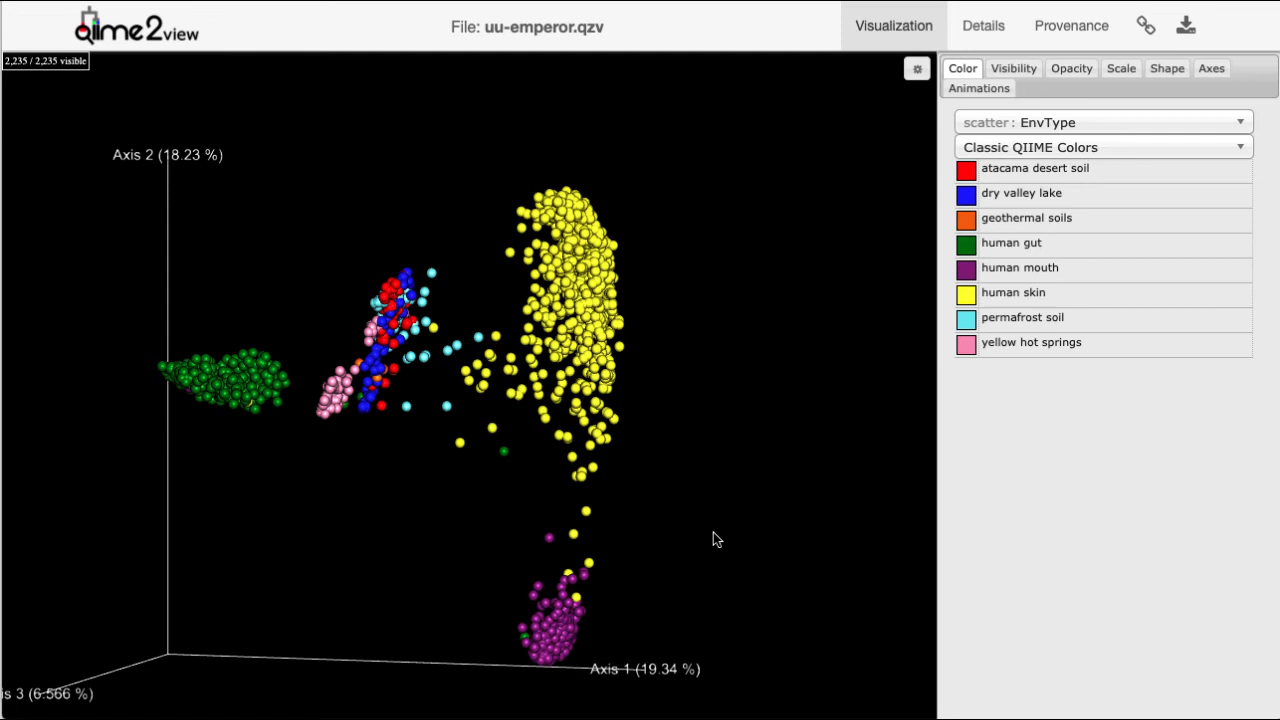 qiime2view
File: uu-emperor.qzv
Visualization
Details
Provenance
2,235 / 2,235 visible
Color
Visibility
Opacity
Scale
Shape
Axes
Animations
scatter: EnvType
Classic QIIME Colors
atacama desert soil
dry valley lake
geothermal soils
human gut
human mouth
human skin
permafrost soil
yellow hot springs
Axis 2 (18.23 %)
Axis 1 (19.34 %)
is 3 (6.566 %)